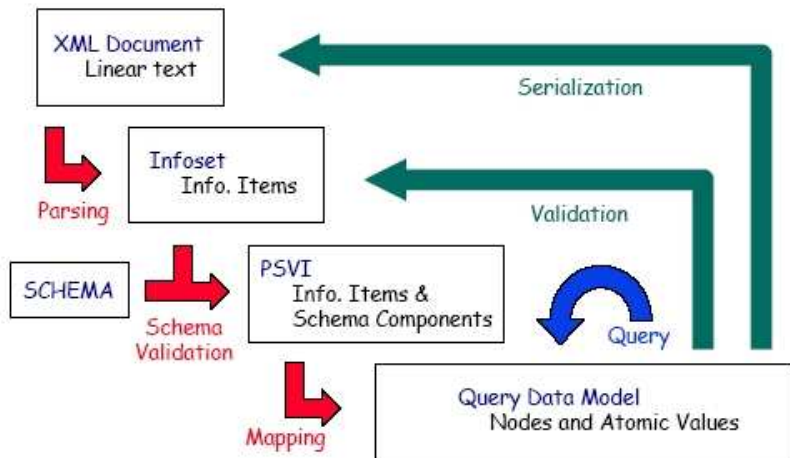 XML Document
Linear text
Serialization
Infoset
Info. Items
Parsing
Validation
SCHEMA
PSVI
Info. Items &
Schema Components
Schema
Validation
Query
Query Data Model
Nodes and Atomic Values
Mapping